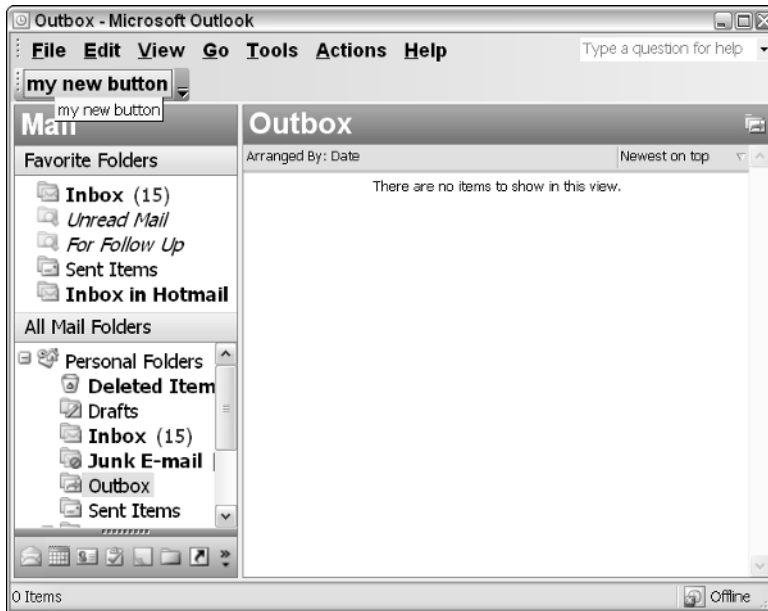 Outbox - Microsoft Outlook
File Edit View Go Tools Actions Help
Type a question for help
my new button
my new button
Mail
Outbox
Favorite Folders
Arranged By: Date
Newest on top
There are no items to show in this view.
Inbox (15)
Unread Mail
For Follow Up
Sent Items
Inbox in Hotmail
All Mail Folders
Personal Folders
Deleted Item
Drafts
Inbox (15)
Junk E-mail
Outbox
Sent Items
0 Items
Offline